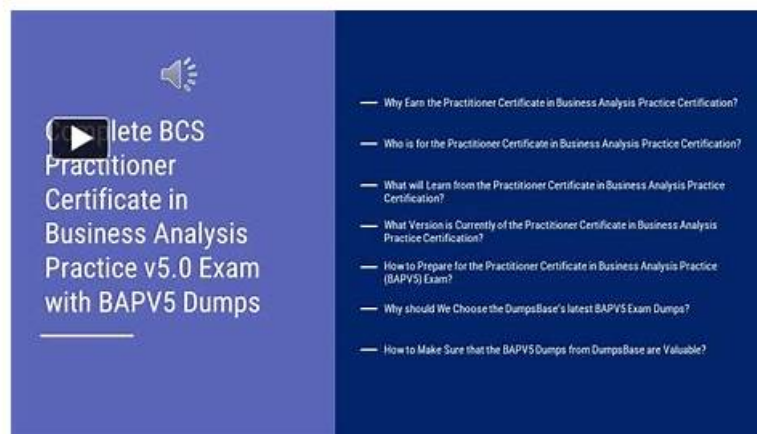 Complete BCS
Practitioner
Certificate in
Business Analysis
Practice v5.0 Exam
with BAPV5 Dumps
Why Earn the Practitioner Certificate in Business Analysis Practice Certification?
Who is for the Practitioner Certificate in Business Analysis Practice Certification?
What will Learn from the Practitioner Certificate in Business Analysis Practice
Certification?
What Version is Currently of the Practitioner Certificate in Business Analysis
Practice Certification?
How to Prepare for the Practitioner Certificate in Business Analysis Practice
(BAPV5) Exam?
Why should We Choose the DumpsBase's latest BAPV5 Exam Dumps?
How to Make Sure that the BAPV5 Dumps from DumpsBase are Valuable?